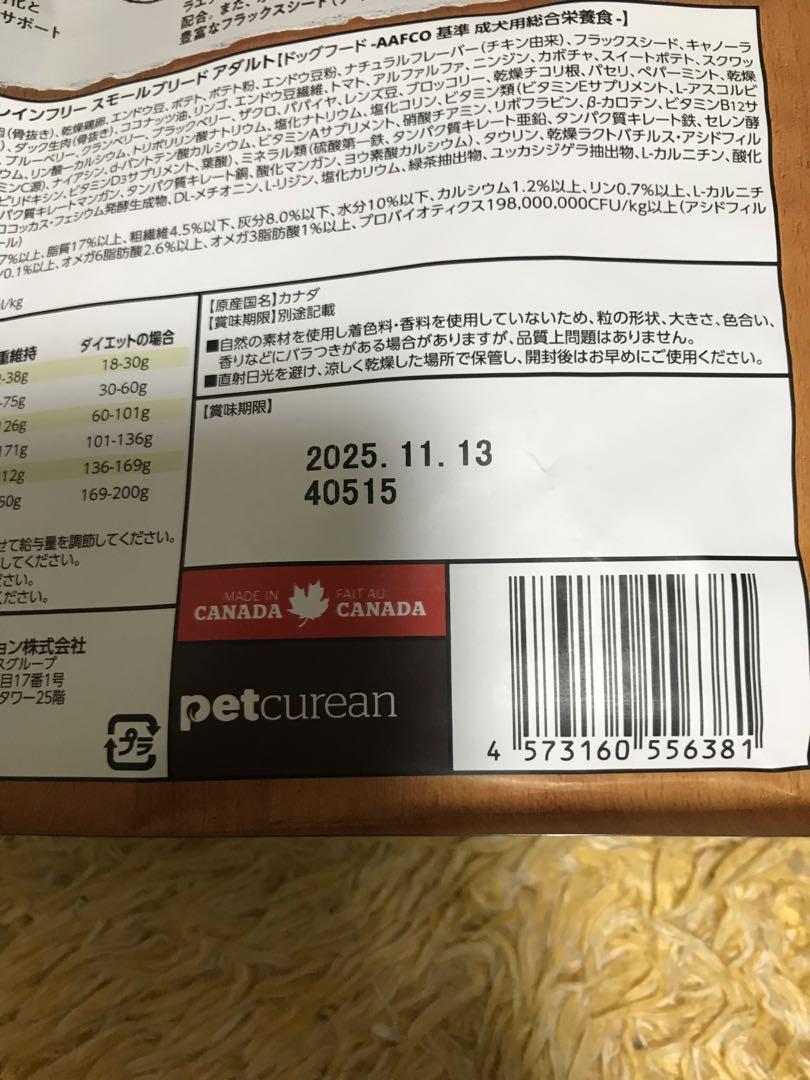 化と
サポート
配合。また、
豊富なフラックスシード
レインフリー スモールブリード アダルト【ドッグフード -AAFCO 基準 成犬用総合栄養食-】
(骨抜き)、乾燥鶏卵、エンドウ豆、ポテト、ポテト粉、エンドウ豆粉、ナチュラルフレーバー(チキン由来)、フラックスシード、キャノーラ
)、ダック生肉(骨抜き)、ココナッツ油、リンゴ、エンドウ豆繊維、トマト、アルファルファ、ニンジン、カボチャ、スイートポテト、スクワッ
、ブルーベリー、クランベリー、ブラックベリー、ザクロ、パパイヤ、レンズ豆、ブロッコリー、乾燥チコリ根、パセリ、ペパーミント、乾燥
ウム、リン酸一カルシウム、トリポリリン酸ナトリウム、塩化ナトリウム、塩化コリン、ビタミン類(ビタミンEサプリメント、L-アスコルビ
ミンC源)、ナイアシン、d-パントテン酸カルシウム、ビタミンAサプリメント、硝酸チアミン、リボフラビン、β-カロテン、ビタミンB12サ
ピリドキシン、ビタミンD3サプリメント、葉酸)、ミネラル類(硫酸第一鉄、タンパク質キレート亜鉛、タンパク質キレート鉄、セレン酵
パク質キレートマンガン、タンパク質キレート銅、酸化マンガン、ヨウ素酸カルシウム)、タウリン、乾燥ラクトバチルス・アシドフィル
ロコッカス・フェシウム発酵生成物、DL-メチオニン、L-リジン、塩化カリウム、緑茶抽出物、ユッカシジゲラ抽出物、L-カルニチン、酸化
ール)
7%以上、脂質17%以上、粗繊維4.5%以下、灰分8.0%以下、水分10%以下、カルシウム1.2%以上、リン0.7%以上、L-カルニチ
ン0.1%以上、オメガ6脂肪酸2.6%以上、オメガ3脂肪酸1%以上、プロバイオティクス198,000,000CFU/kg以上(アシドフィル
l/kg
【原産国名】カナダ
【賞味期限】別途記載
■自然の素材を使用し着色料・香料を使用していないため、粒の形状、大きさ、色合い、
香りなどにバラつきがある場合がありますが、品質上問題はありません。
■直射日光を避け、涼しく乾燥した場所で保管し、開封後はお早めにご使用ください。
重維持 ダイエットの場合
-38g 18-30g
-75g 30-60g
126g 60-101g
171g 101-136g
12g 136-169g
50g 169-200g
せて給与量を調節してください。
してください。
ださい。
ください。
【賞味期限】
2025.11.13
40515
MADE IN FAIT AU
CANADA CANADA
petcurean
ョン株式会社
スグループ
目17番1号
タワー25階
プラ
4 573160 556381